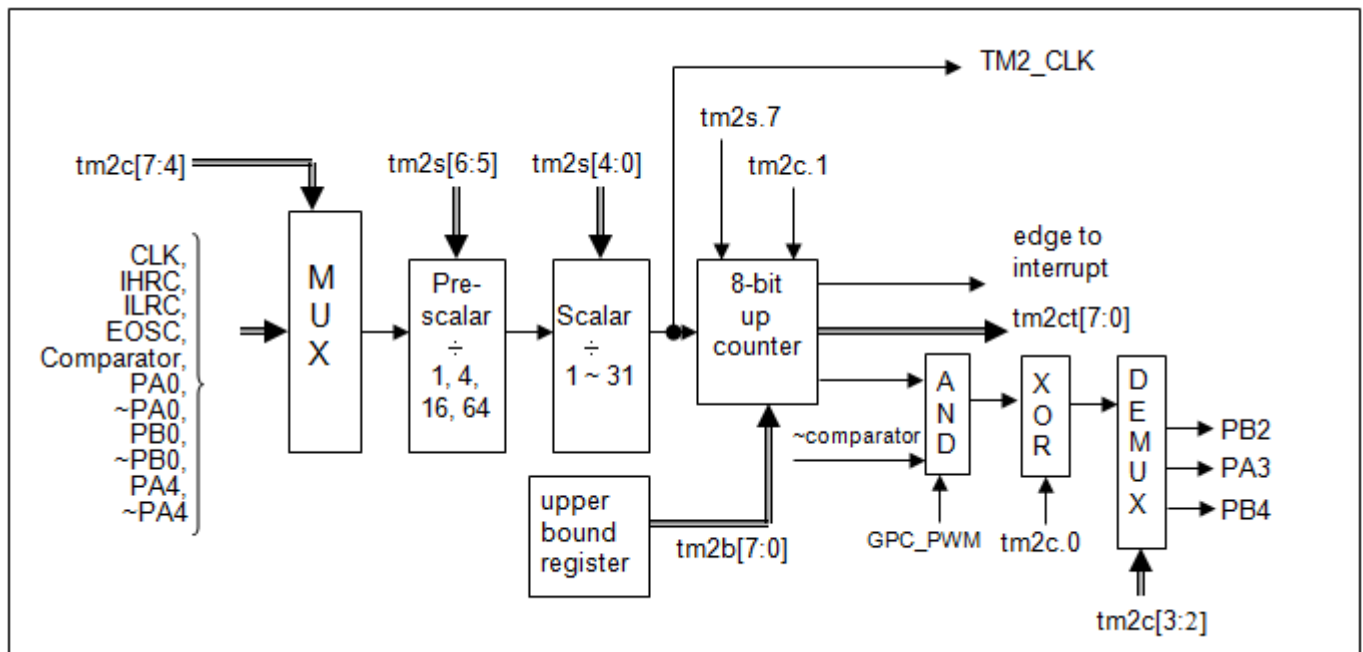 TM2_CLK
tm2s.7
tm2c[7:4]
tm2s[6:5]
tm2s[4:0]
tm2c.1
CLK,
IHRC,
ILRC,
EOSC,
Comparator,
PA0,
~PA0,
PB0,
~PB0,
PA4,
~PA4
M
U
X
Pre-
scalar
÷
1, 4,
16, 64
Scalar
÷
1 ~ 31
8-bit
up
counter
edge to
interrupt
tm2ct[7:0]
~comparator
A
N
D
X
O
R
D
E
M
U
X
PB2
PA3
PB4
upper
bound
register
tm2b[7:0]
GPC_PWM
tm2c.0
tm2c[3:2]